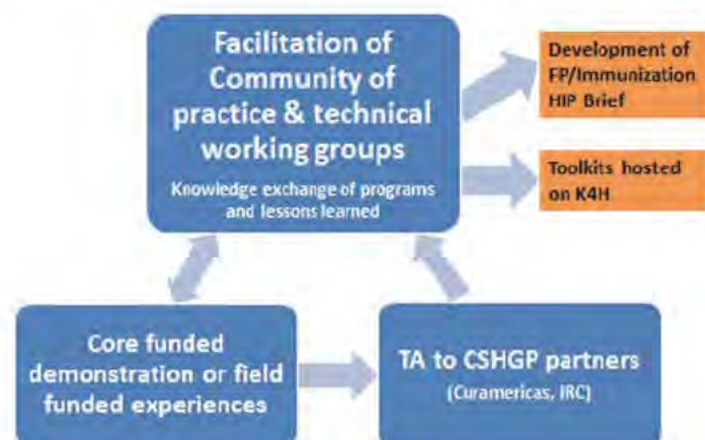 Facilitation of
Community of
practice & technical
working groups
Knowledge exchange of programs
and lessons learned
Development of
FP/Immunization
HIP Brief
Toolkits hosted
on K4H
Core funded
demonstration or field
funded experiences
TA to CSHGP partners
(Curamericas, IRC)